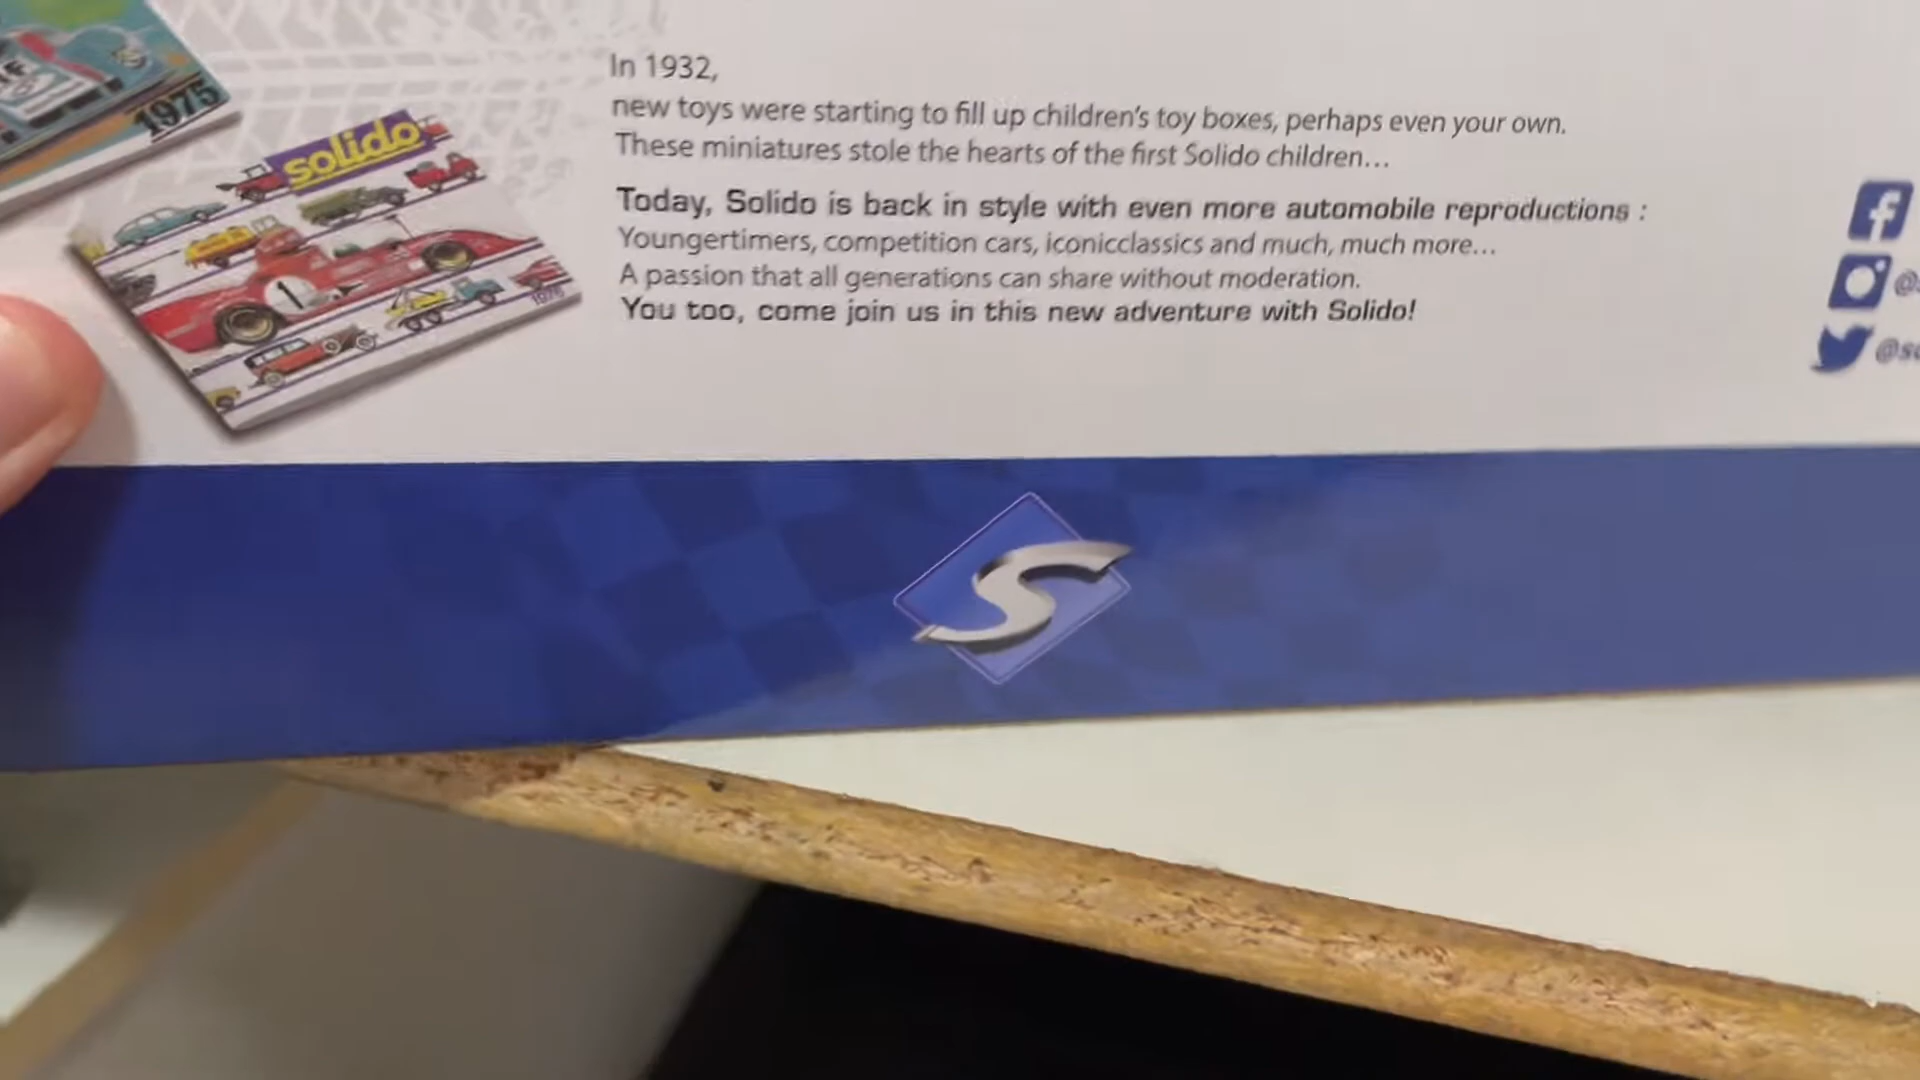 1975
solido
1976
1
In 1932,
new toys were starting to fill up children's toy boxes, perhaps even your own.
These miniatures stole the hearts of the first Solido children...
Today, Solido is back in style with even more automobile reproductions :
Youngertimers, competition cars, iconicclassics and much, much more...
A passion that all generations can share without moderation.
You too, come join us in this new adventure with Solido!
S